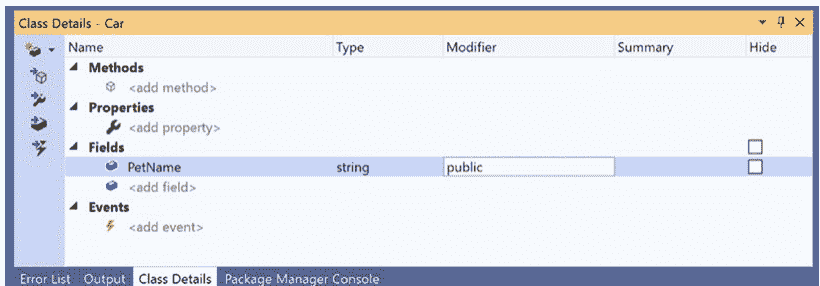 Class Details - Car
Name Type Modifier Summary Hide
Methods
<add method>
Properties
<add property>
Fields
PetName string public
<add field>
Events
<add event>
Error List Output Class Details Package Manager Console